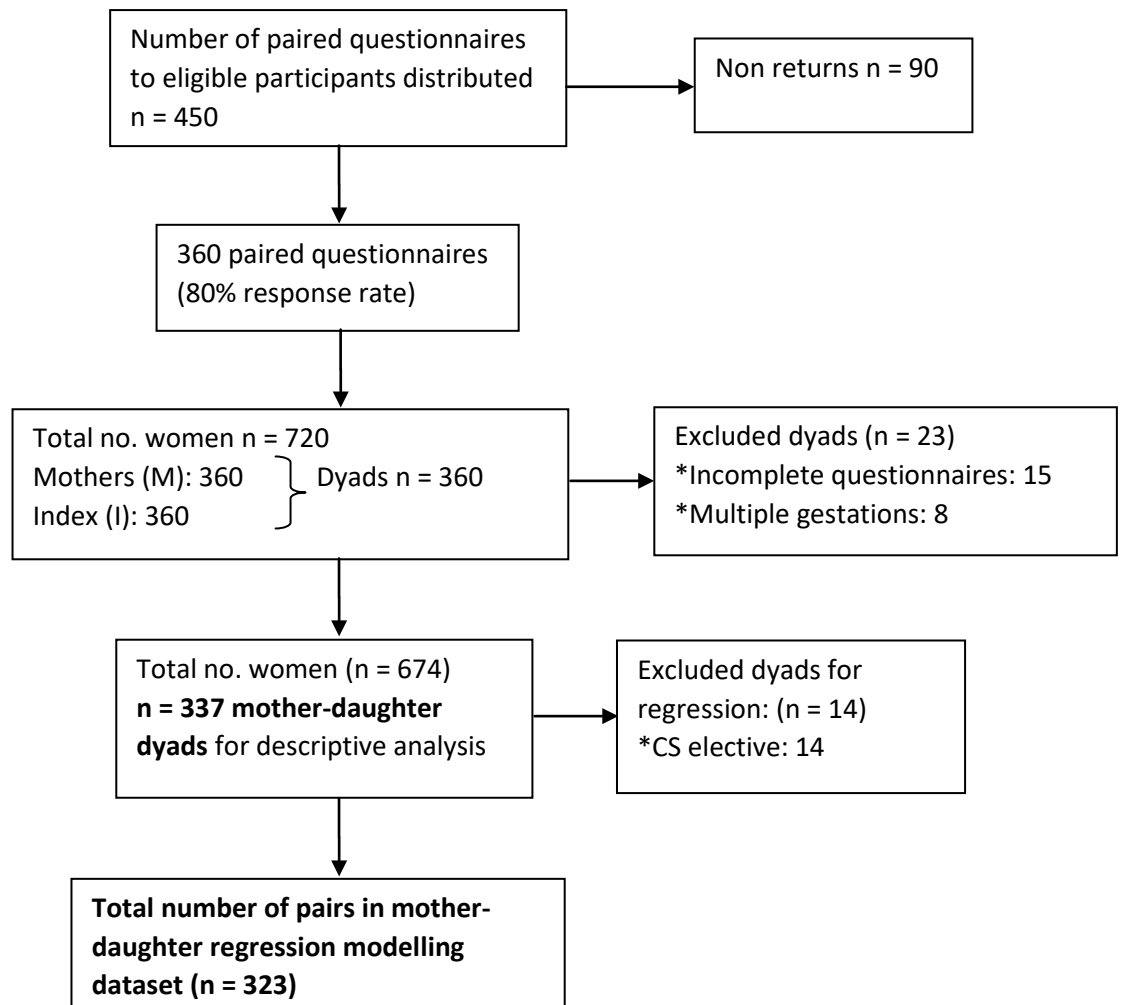 Number of paired questionnaires
to eligible participants distributed
n = 450
Non returns n = 90
360 paired questionnaires
(80% response rate)
Total no. women n = 720
Mothers (M): 360
Index (I): 360
Dyads n = 360
Excluded dyads (n = 23)
*Incomplete questionnaires: 15
*Multiple gestations: 8
Total no. women (n = 674)
n = 337 mother-daughter
dyads for descriptive analysis
Excluded dyads for
regression: (n = 14)
*CS elective: 14
Total number of pairs in mother-
daughter regression modelling
dataset (n = 323)